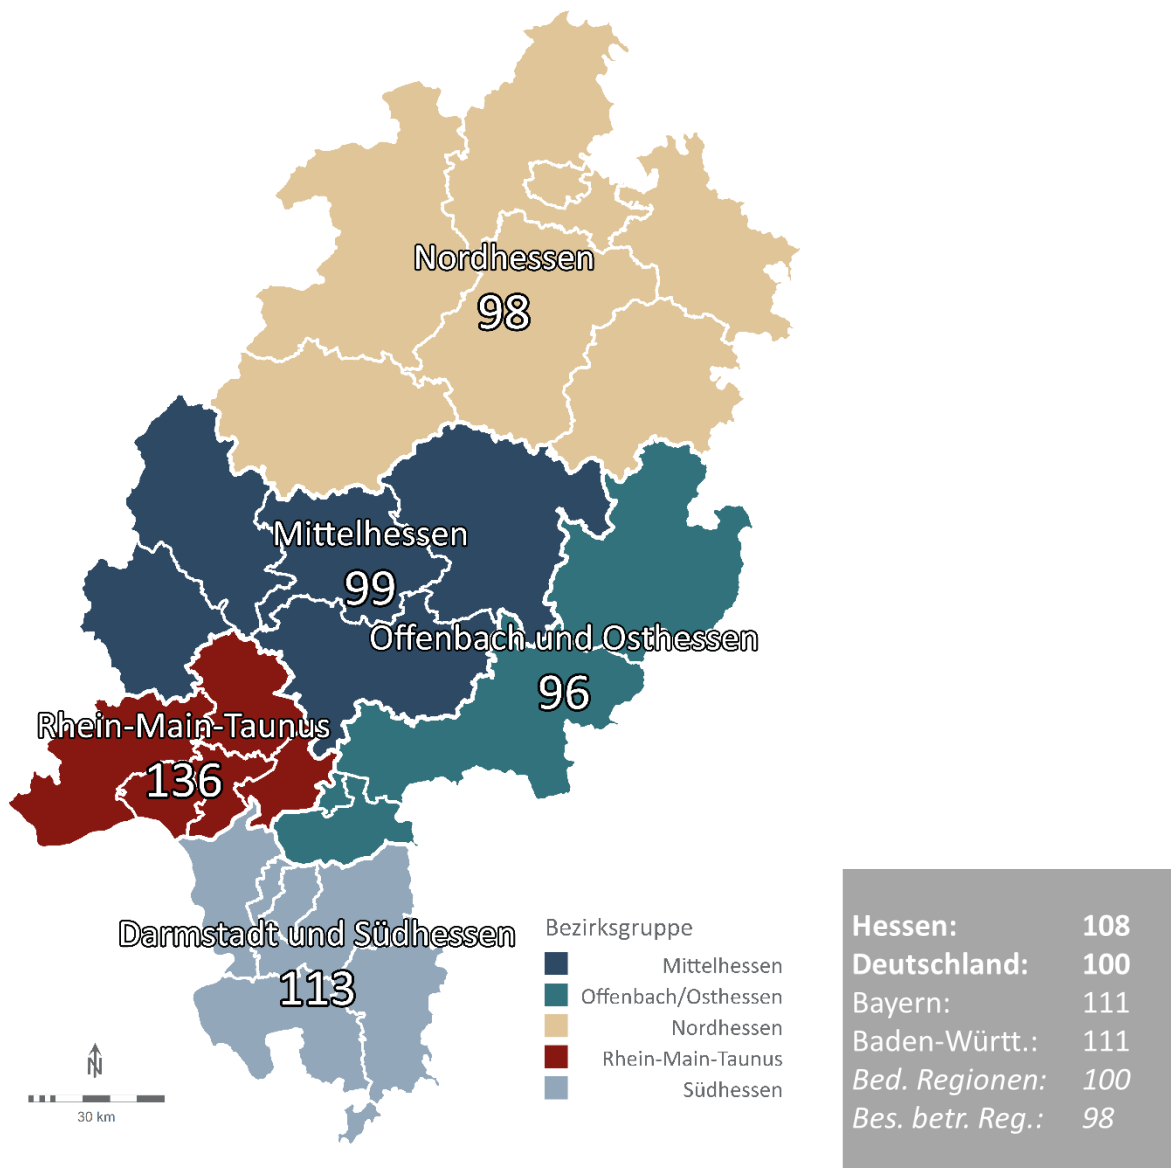 Nordhessen
98
Mittelhessen
99
Offenbach und Osthessen
96
Rhein-Main-Taunus
136
Darmstadt und Südhessen
113
Bezirksgruppe
Mittelhessen
Offenbach/Osthessen
Nordhessen
Rhein-Main-Taunus
Südhessen
N
30 km
Hessen: 108
Deutschland: 100
Bayern: 111
Baden-Württ.: 111
Bed. Regionen: 100
Bes. betr. Reg.: 98